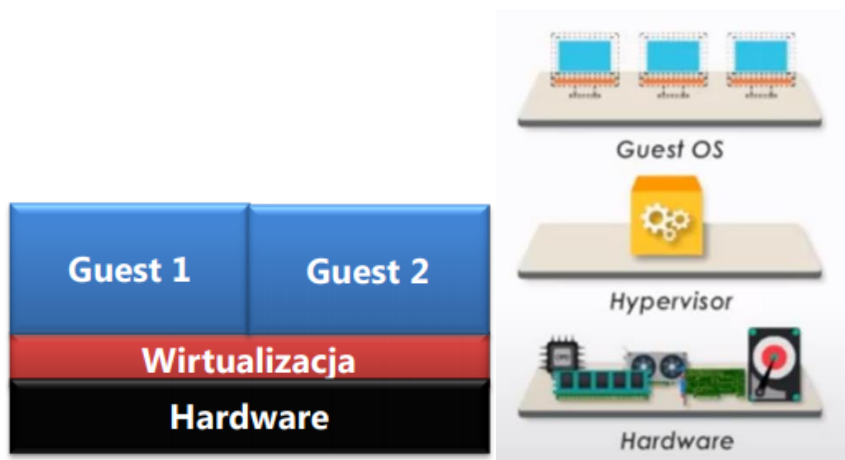 Guest 1
Guest 2
Wirtualizacja
Hardware
Guest OS
Hypervisor
Hardware